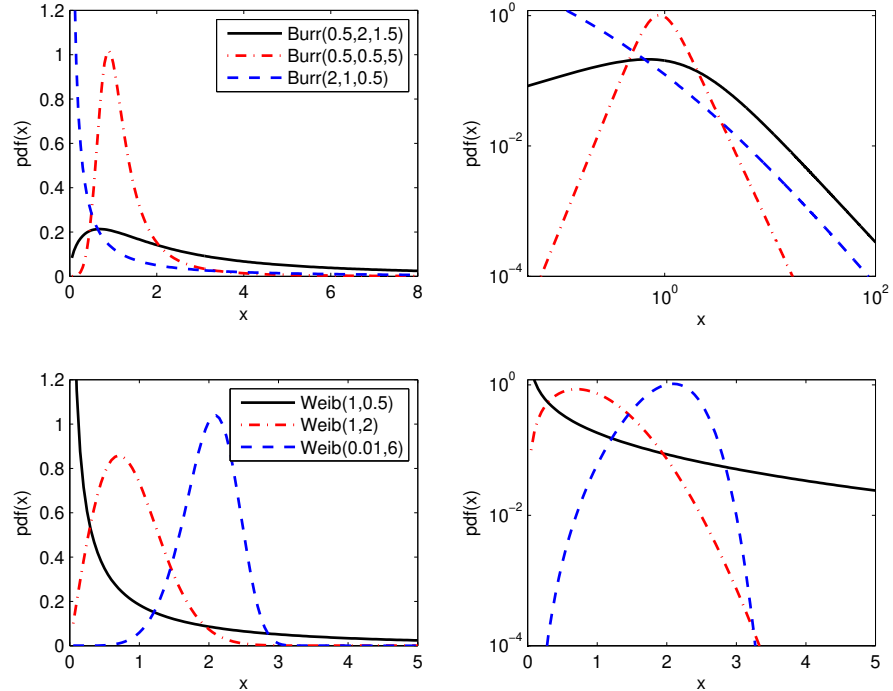 1.2
1
0.8
0.6
0.4
0.2
0
pdf(x)
0 2 4 6 8
x
Burr(0.5,2,1.5)
Burr(0.5,0.5,5)
Burr(2,1,0.5)
10^0
10^-2
10^-4
pdf(x)
10^0 10^2
x
1.2
1
0.8
0.6
0.4
0.2
0
pdf(x)
0 1 2 3 4 5
x
Weib(1,0.5)
Weib(1,2)
Weib(0.01,6)
10^0
10^-2
10^-4
pdf(x)
0 1 2 3 4 5
x